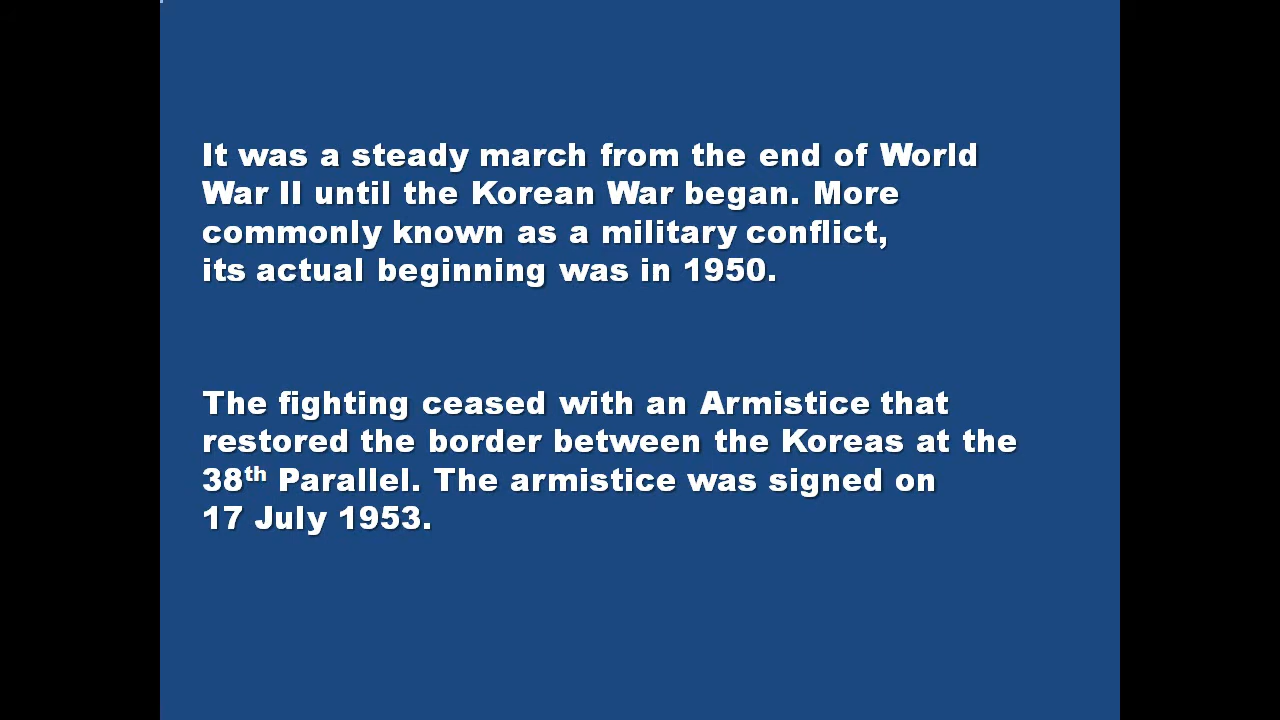 It was a steady march from the end of World
War II until the Korean War began. More
commonly known as a military conflict,
its actual beginning was in 1950.
The fighting ceased with an Armistice that
restored the border between the Koreas at the
38th Parallel. The armistice was signed on
17 July 1953.